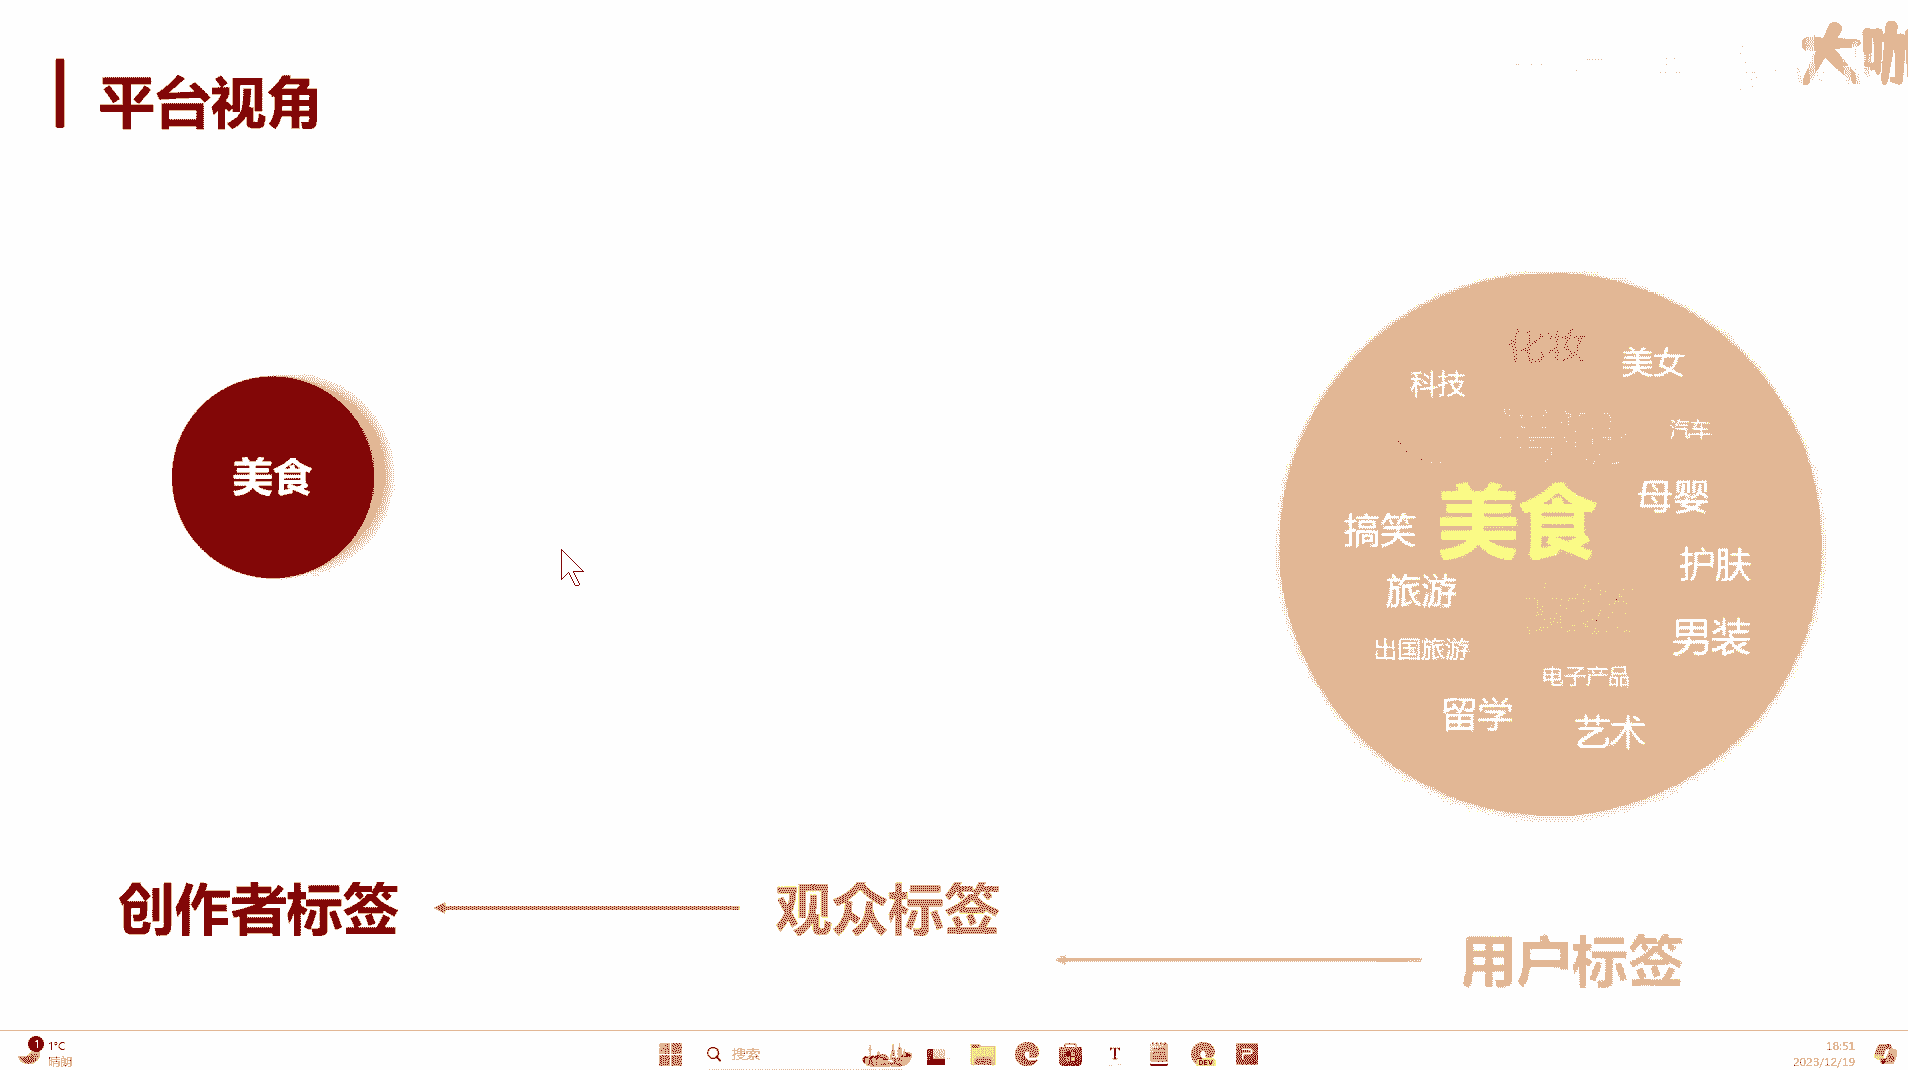 大咖
平台视角
化妆
美女
科技
汽车
美食
美食
母婴
搞笑
护肤
旅游
男装
出国旅游
电子产品
留学
艺术
创作者标签
观众标签
用户标签
1
1°C
晴朗
搜索
T
DEV
P
18:51
2023/12/19